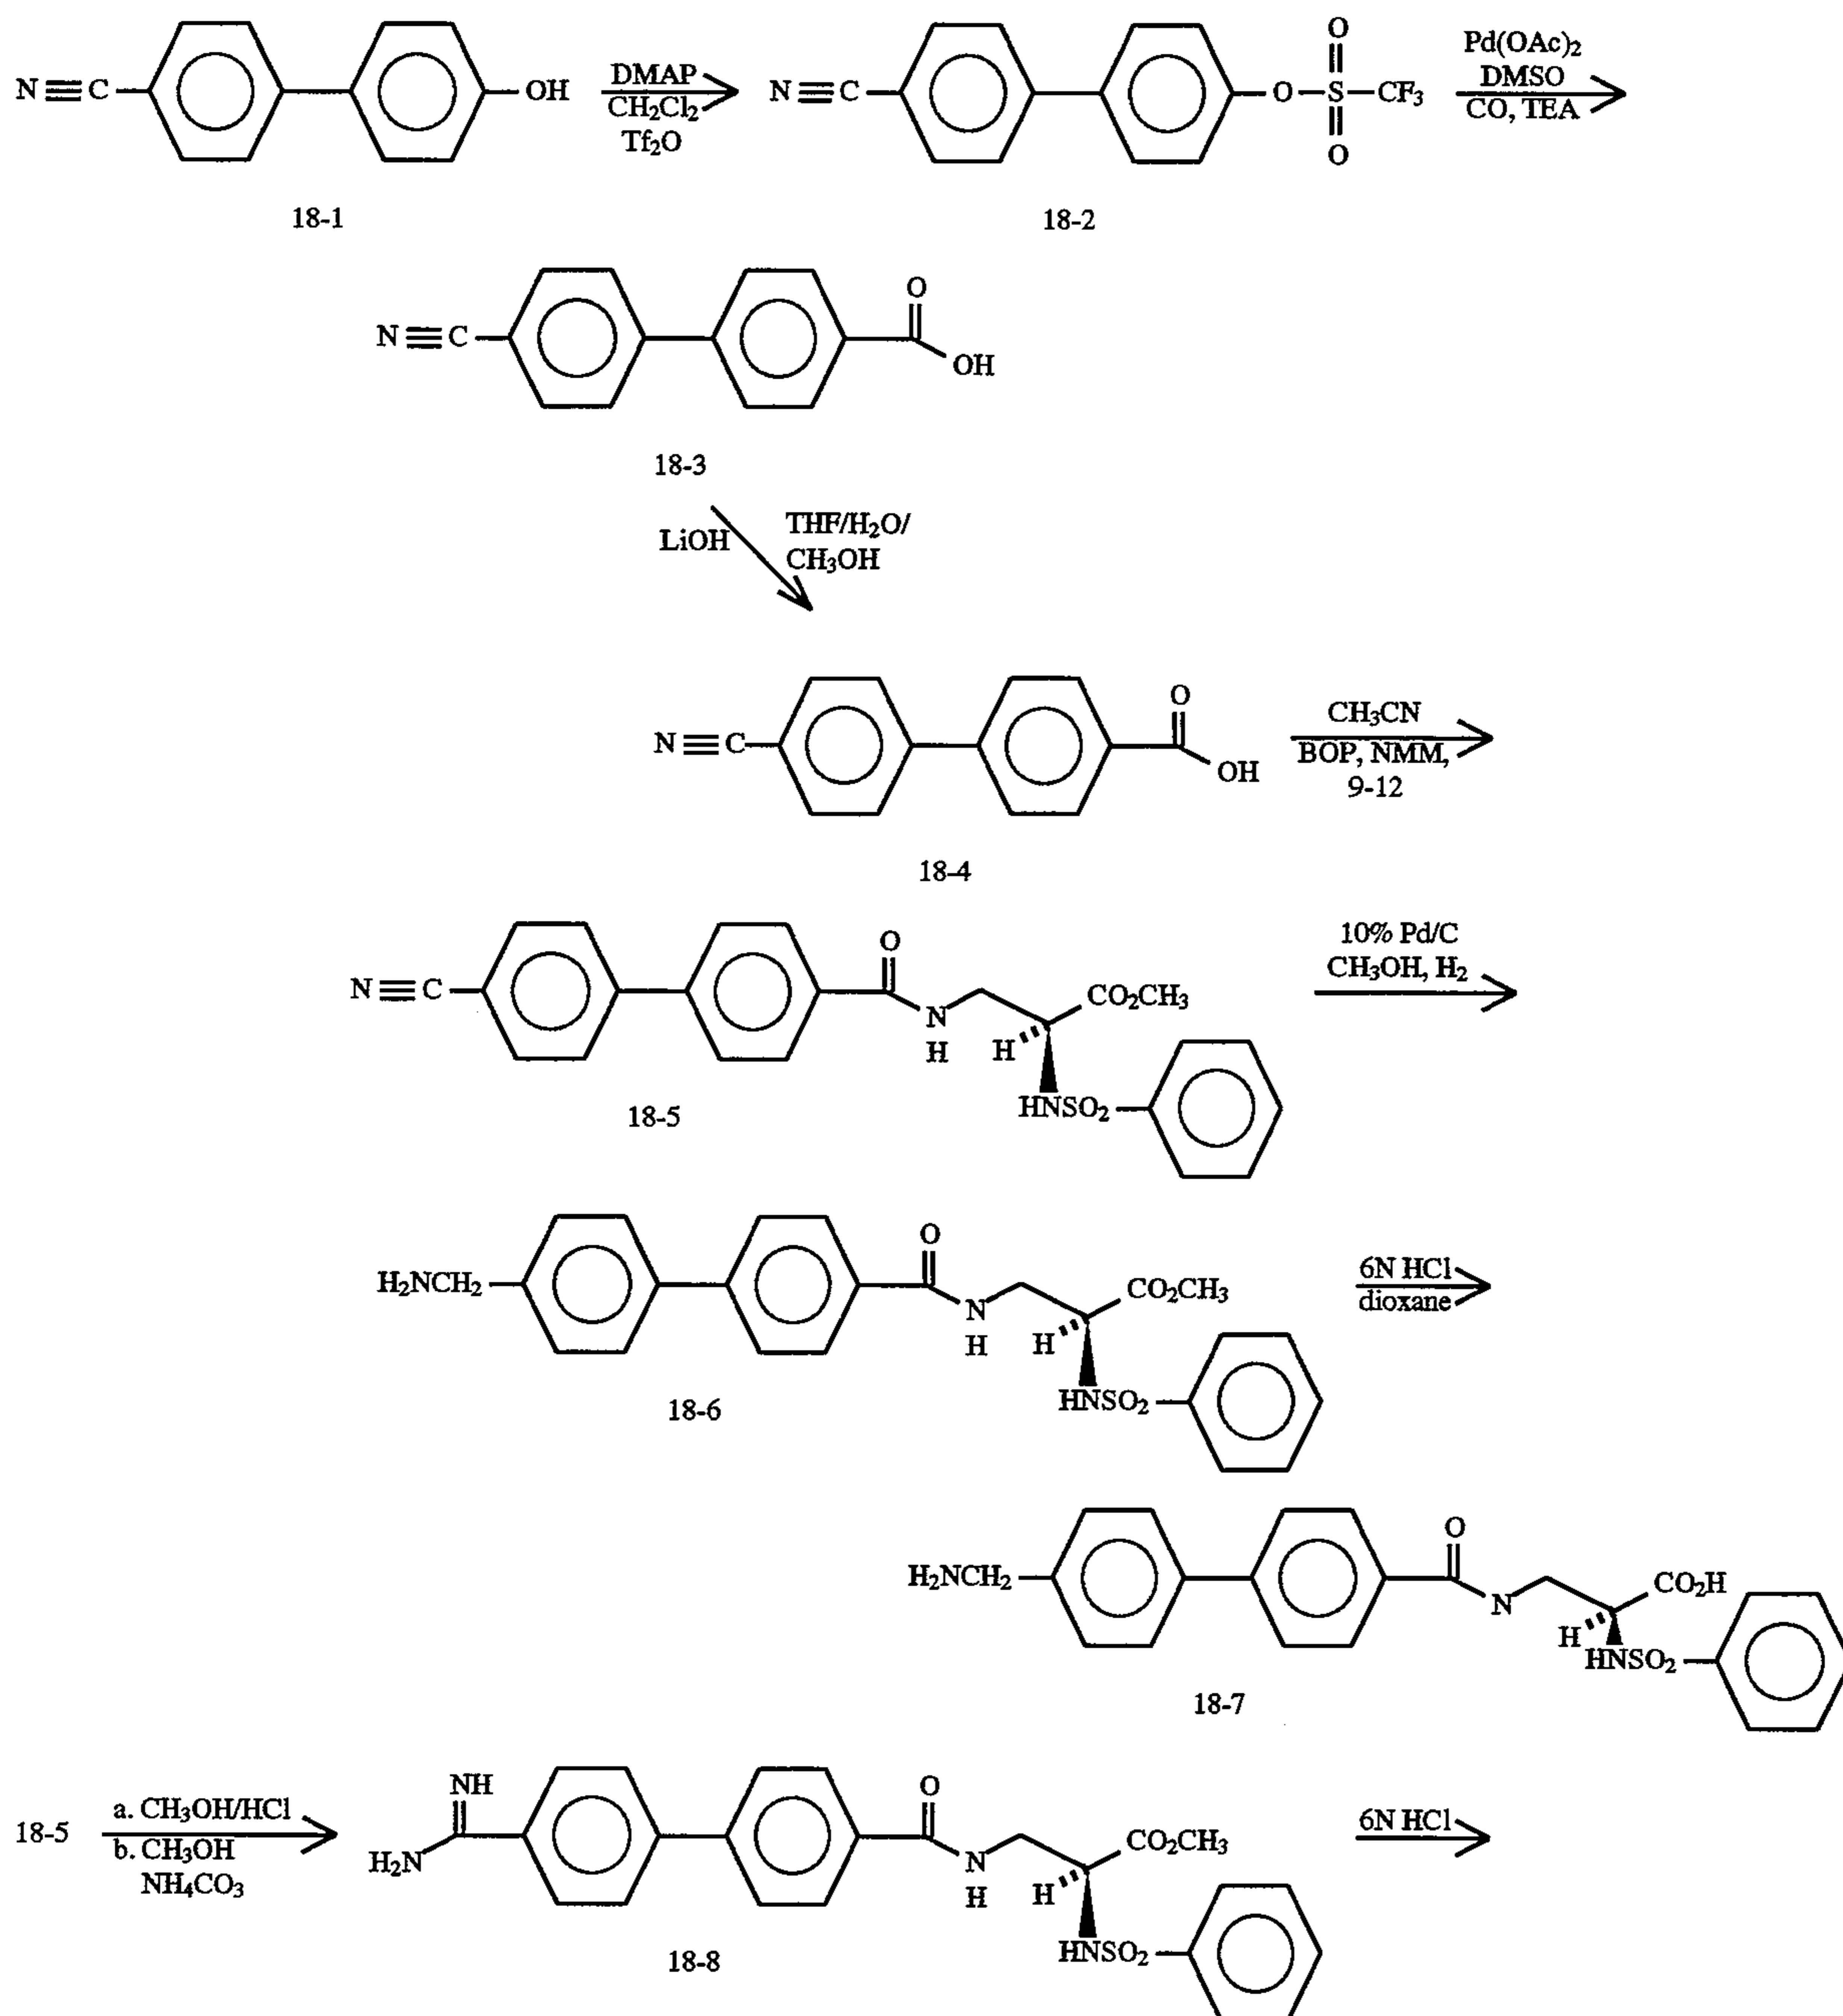 N≡C OH
DMAP
CH₂Cl₂
Tf₂O
N≡C O S CF₃
O
O
Pd(OAc)₂
DMSO
CO, TEA
18-1
18-2
N≡C
O
OH
18-3
LiOH
THF/H₂O/
CH₃OH
N≡C
O
OH
CH₃CN
BOP, NMM,
9-12
18-4
N≡C
O
N
H
H
CO₂CH₃
HNSO₂
10% Pd/C
CH₃OH, H₂
18-5
H₂NCH₂
O
N
H
H
CO₂CH₃
HNSO₂
6N HCl
dioxane
18-6
H₂NCH₂
O
N
H
CO₂H
HNSO₂
18-7
18-5
a. CH₃OH/HCl
b. CH₃OH
NH₄CO₃
NH
H₂N
O
N
H
H
CO₂CH₃
HNSO₂
6N HCl
18-8